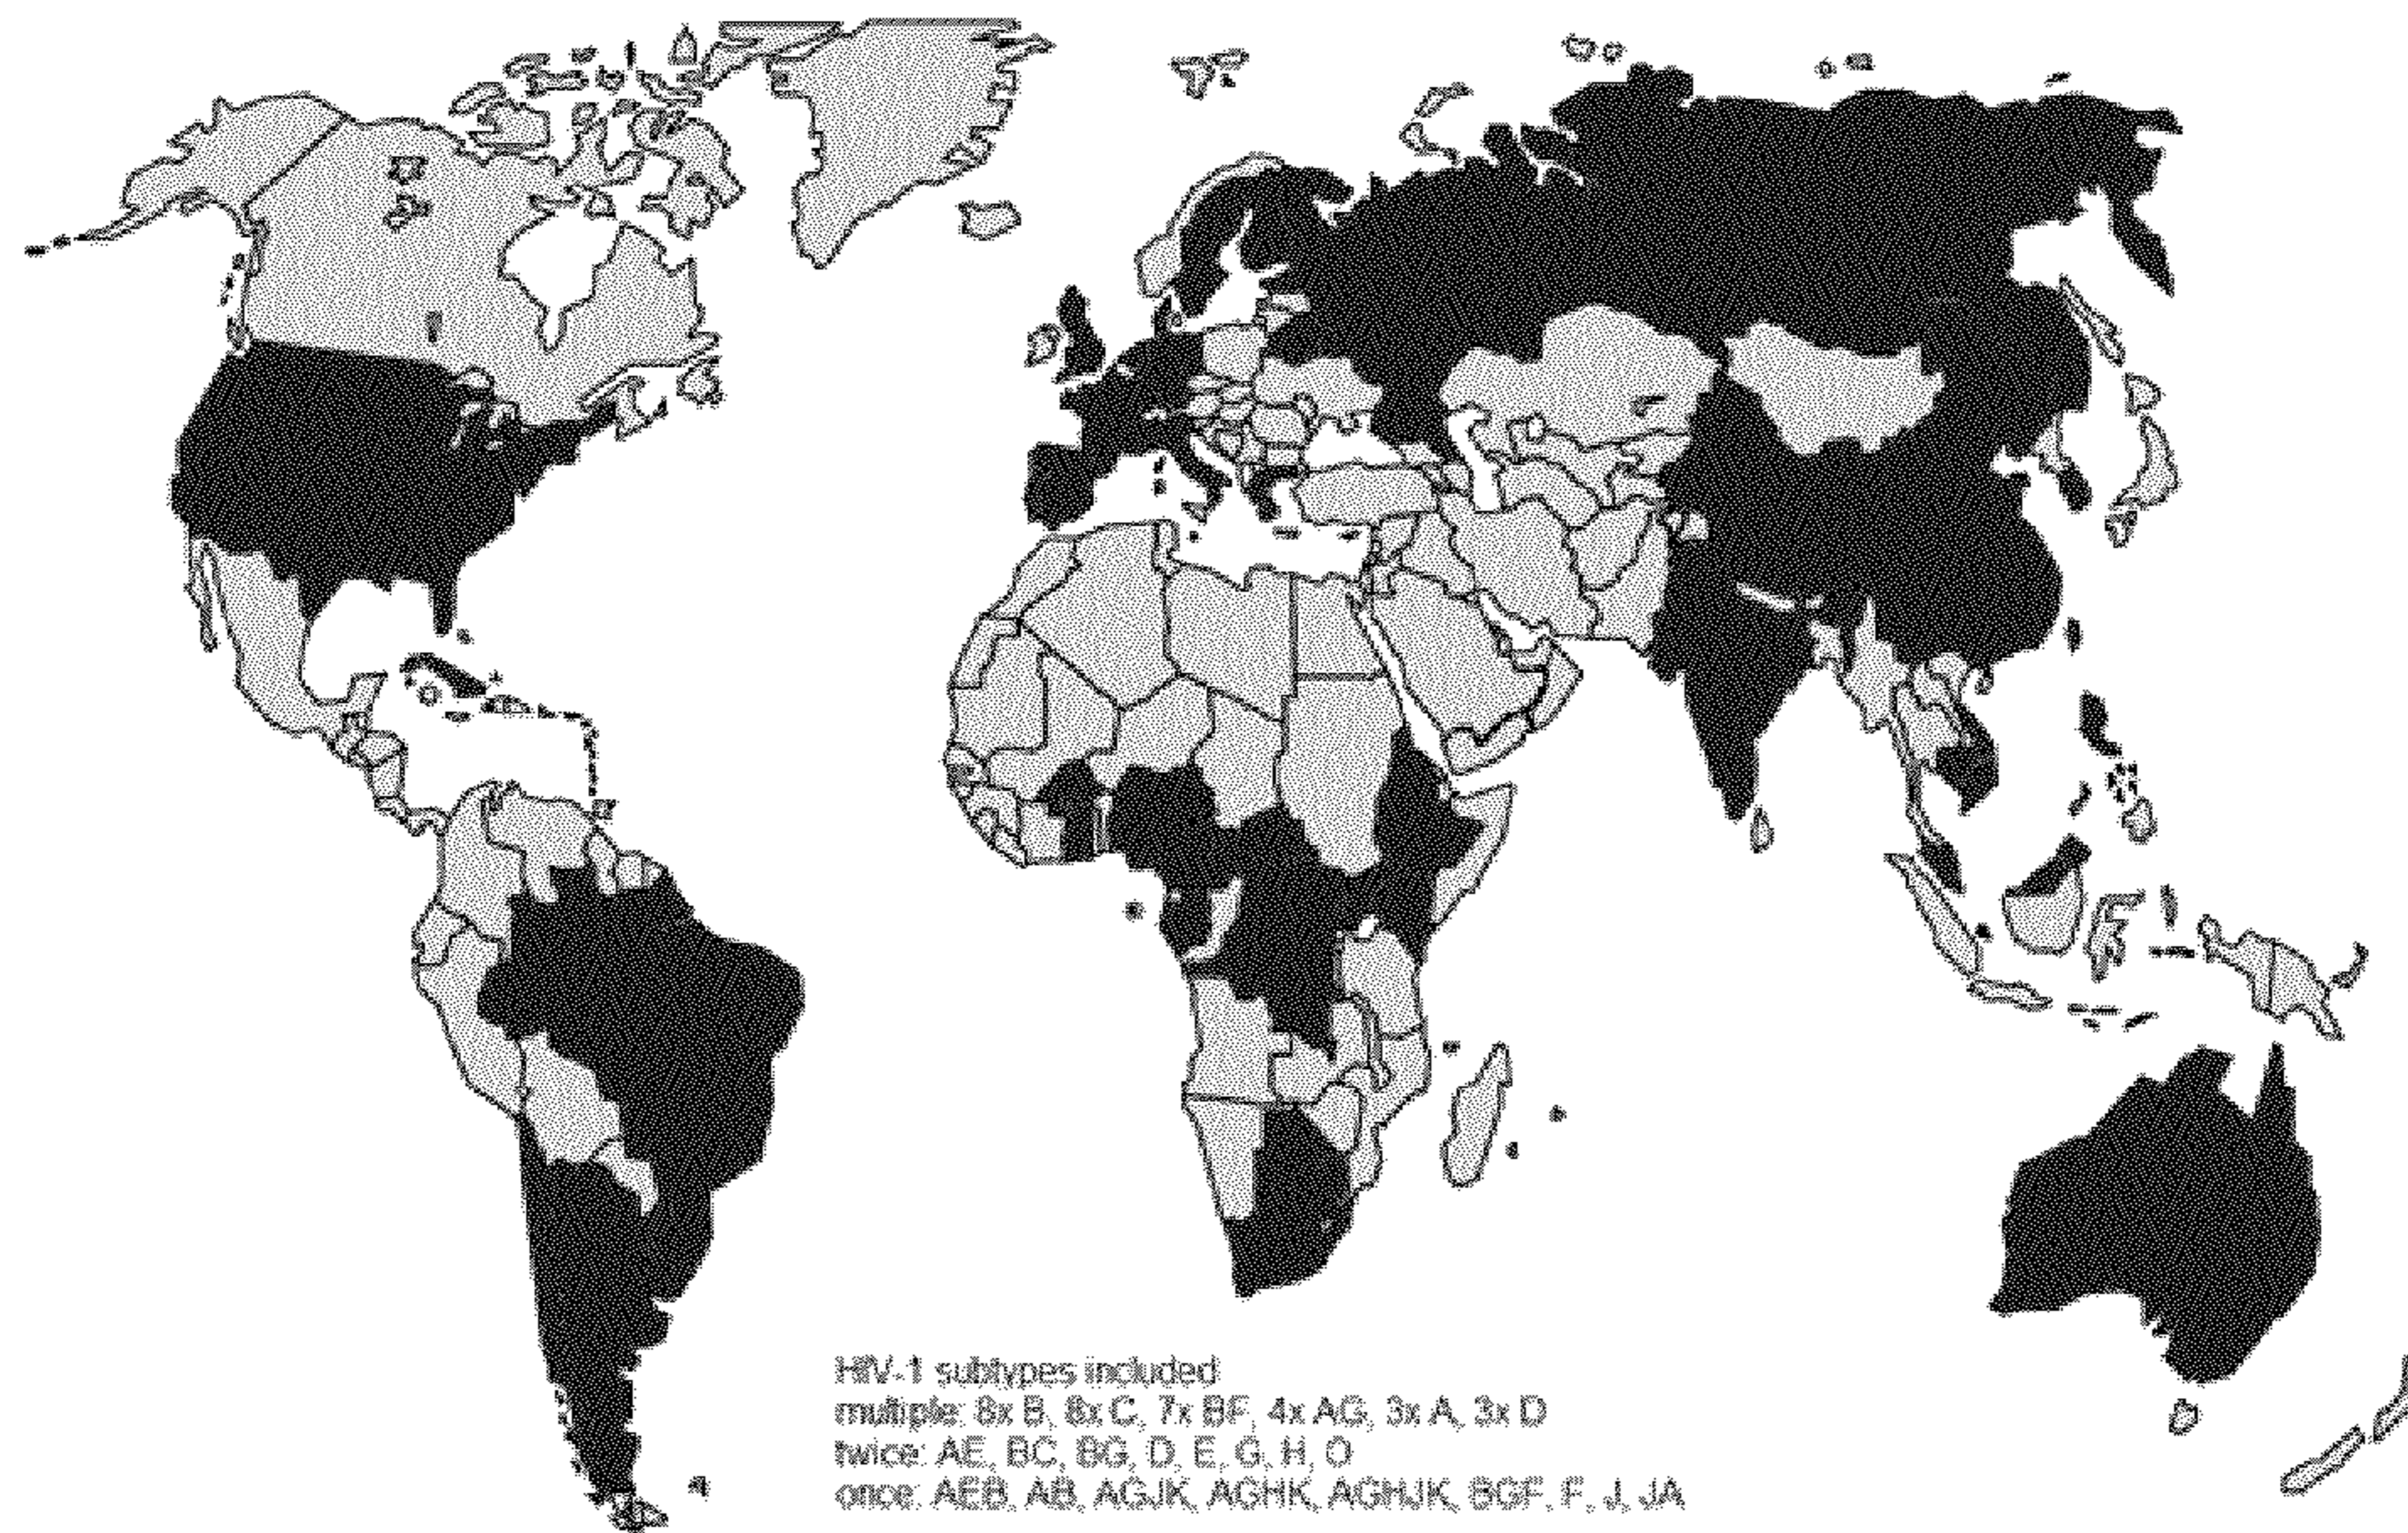 HIV-1 subtypes included
multiple: 8x B, 8x C, 7x BF, 4x AG, 3x A, 3x D
twice: AE, BC, BG, D, E, G, H, O
once: AEB, AB, AGJK, AGHK, AGHJK, BGF, F, J, JA